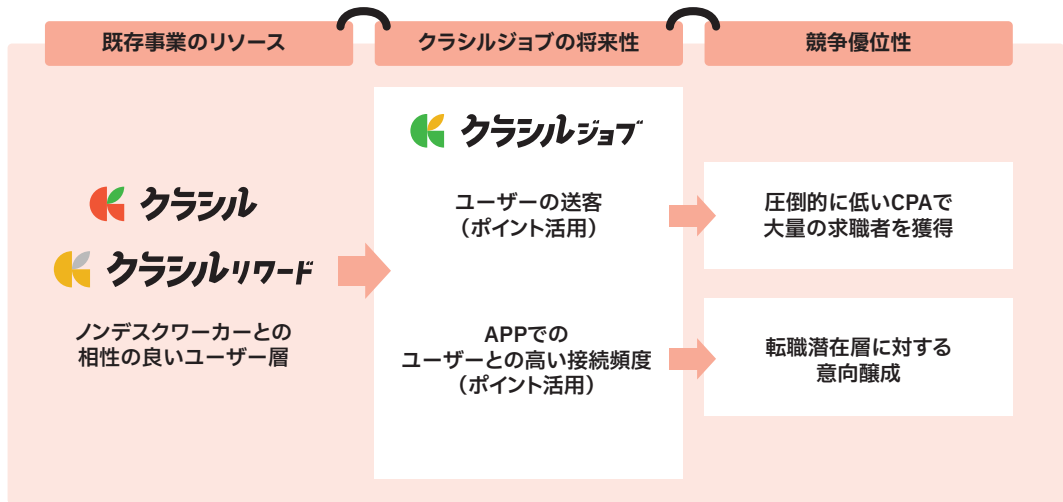 既存事業のリソース
クラシルジョブの将来性
競争優位性
クラシル
クラシルリワード
ノンデスクワーカーとの
相性の良いユーザー層
クラシルジョブ
ユーザーの送客
（ポイント活用）
APPでの
ユーザーとの高い接続頻度
（ポイント活用）
圧倒的に低いCPAで
大量の求職者を獲得
転職潜在層に対する
意向醸成